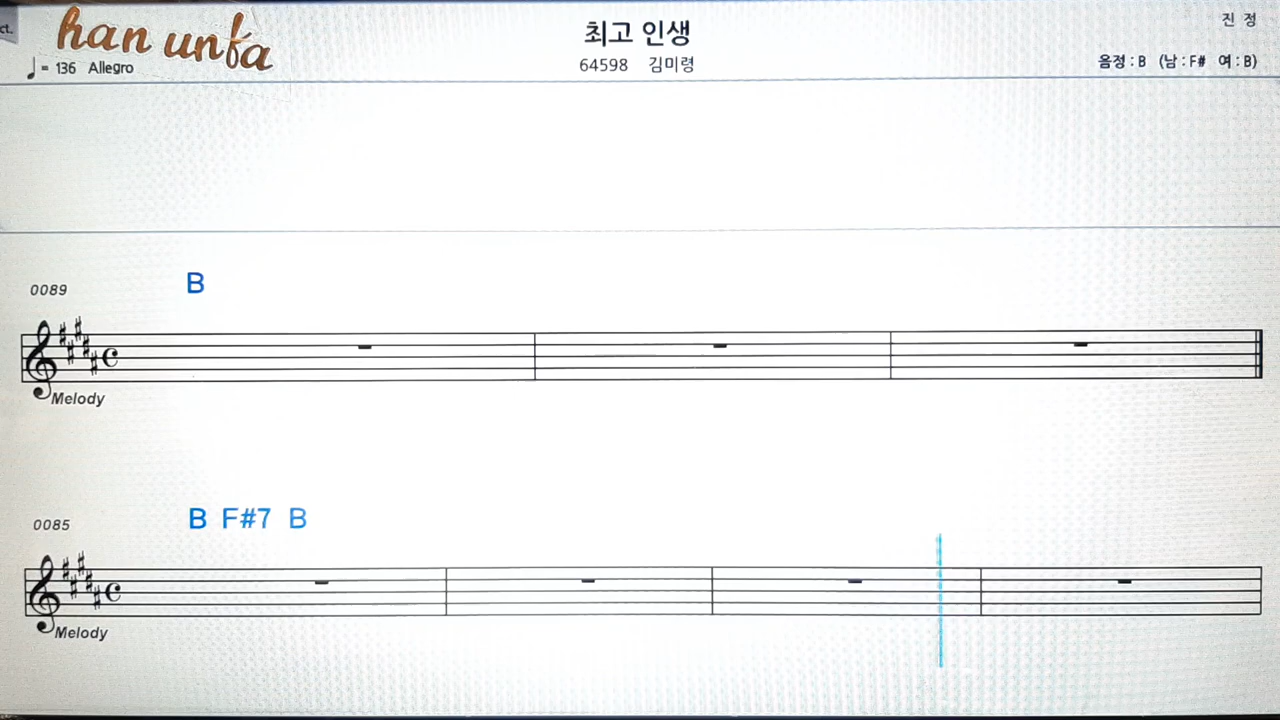 ct.
han unfa
최고 인생
진 정
♩= 136 Allegro
64598 김미령
음정 : B (남 : F# 여 : B)
0089
B
Melody
0085
B F#7 B
Melody